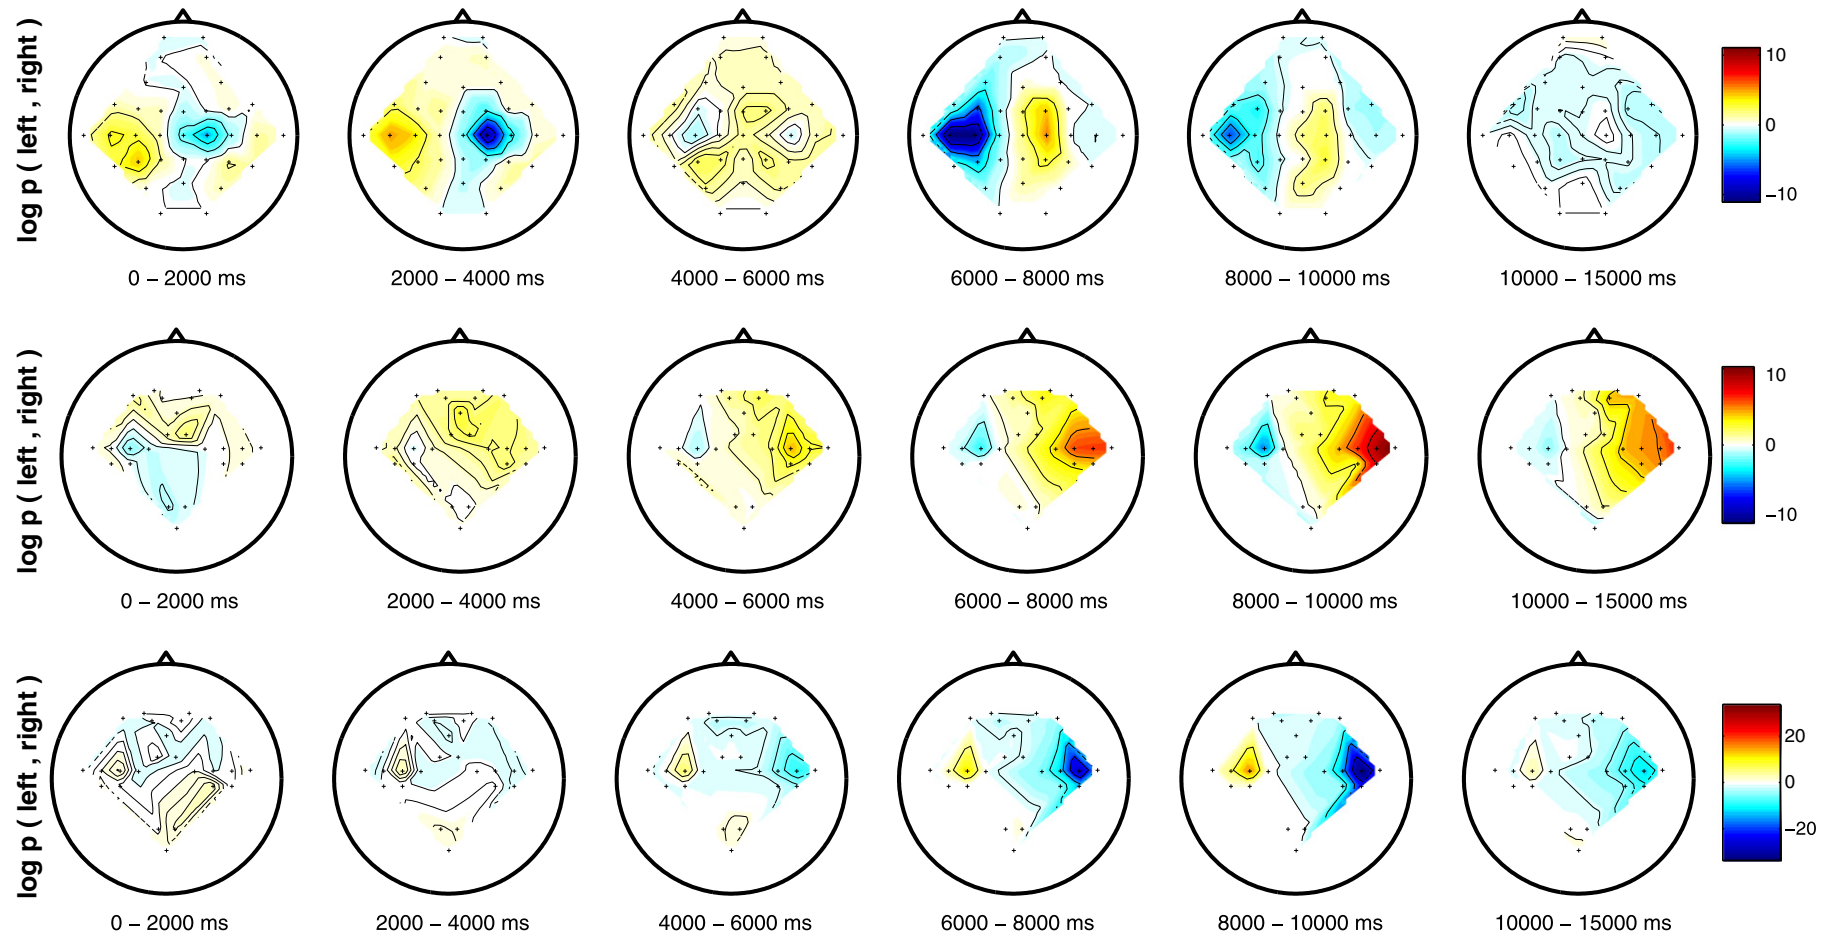 log p ( left , right )
10
0
−10
0 − 2000 ms
2000 − 4000 ms
4000 − 6000 ms
6000 − 8000 ms
8000 − 10000 ms
10000 − 15000 ms
log p ( left , right )
10
0
−10
0 − 2000 ms
2000 − 4000 ms
4000 − 6000 ms
6000 − 8000 ms
8000 − 10000 ms
10000 − 15000 ms
log p ( left, right )
20
0
−20
0 − 2000 ms
2000 − 4000 ms
4000 − 6000 ms
6000 − 8000 ms
8000 − 10000 ms
10000 − 15000 ms